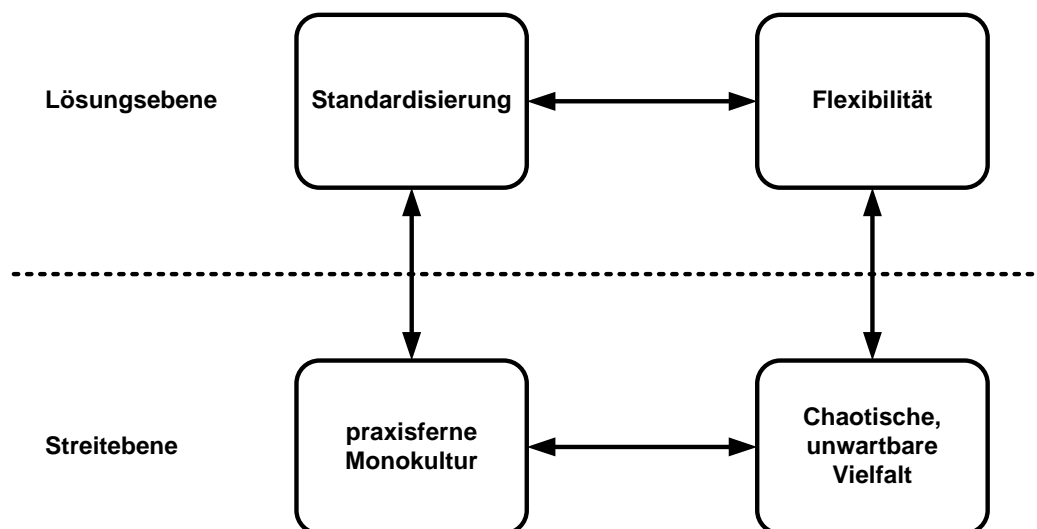 Lösungsebene
Standardisierung
Flexibilität
Streitebene
praxisferne
Monokultur
Chaotische,
unwartbare
Vielfalt